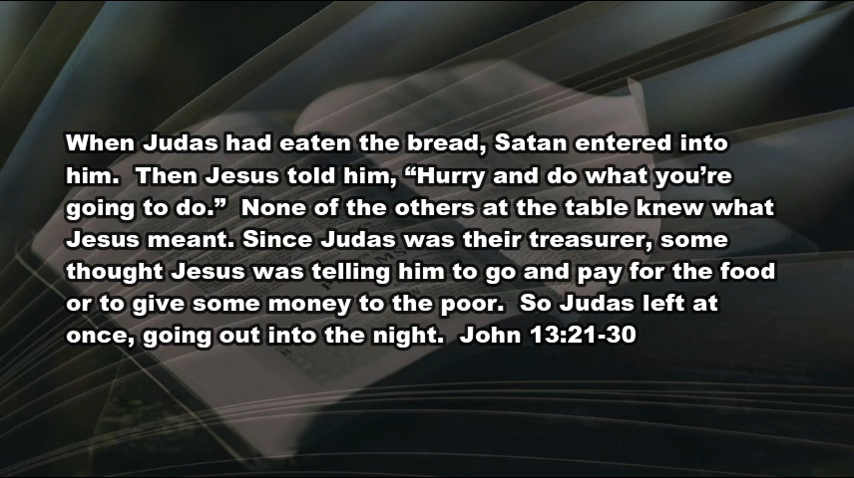 When Judas had eaten the bread, Satan entered into
him.  Then Jesus told him, “Hurry and do what you’re
going to do.”  None of the others at the table knew what
Jesus meant. Since Judas was their treasurer, some
thought Jesus was telling him to go and pay for the food
or to give some money to the poor.  So Judas left at
once, going out into the night.  John 13:21-30